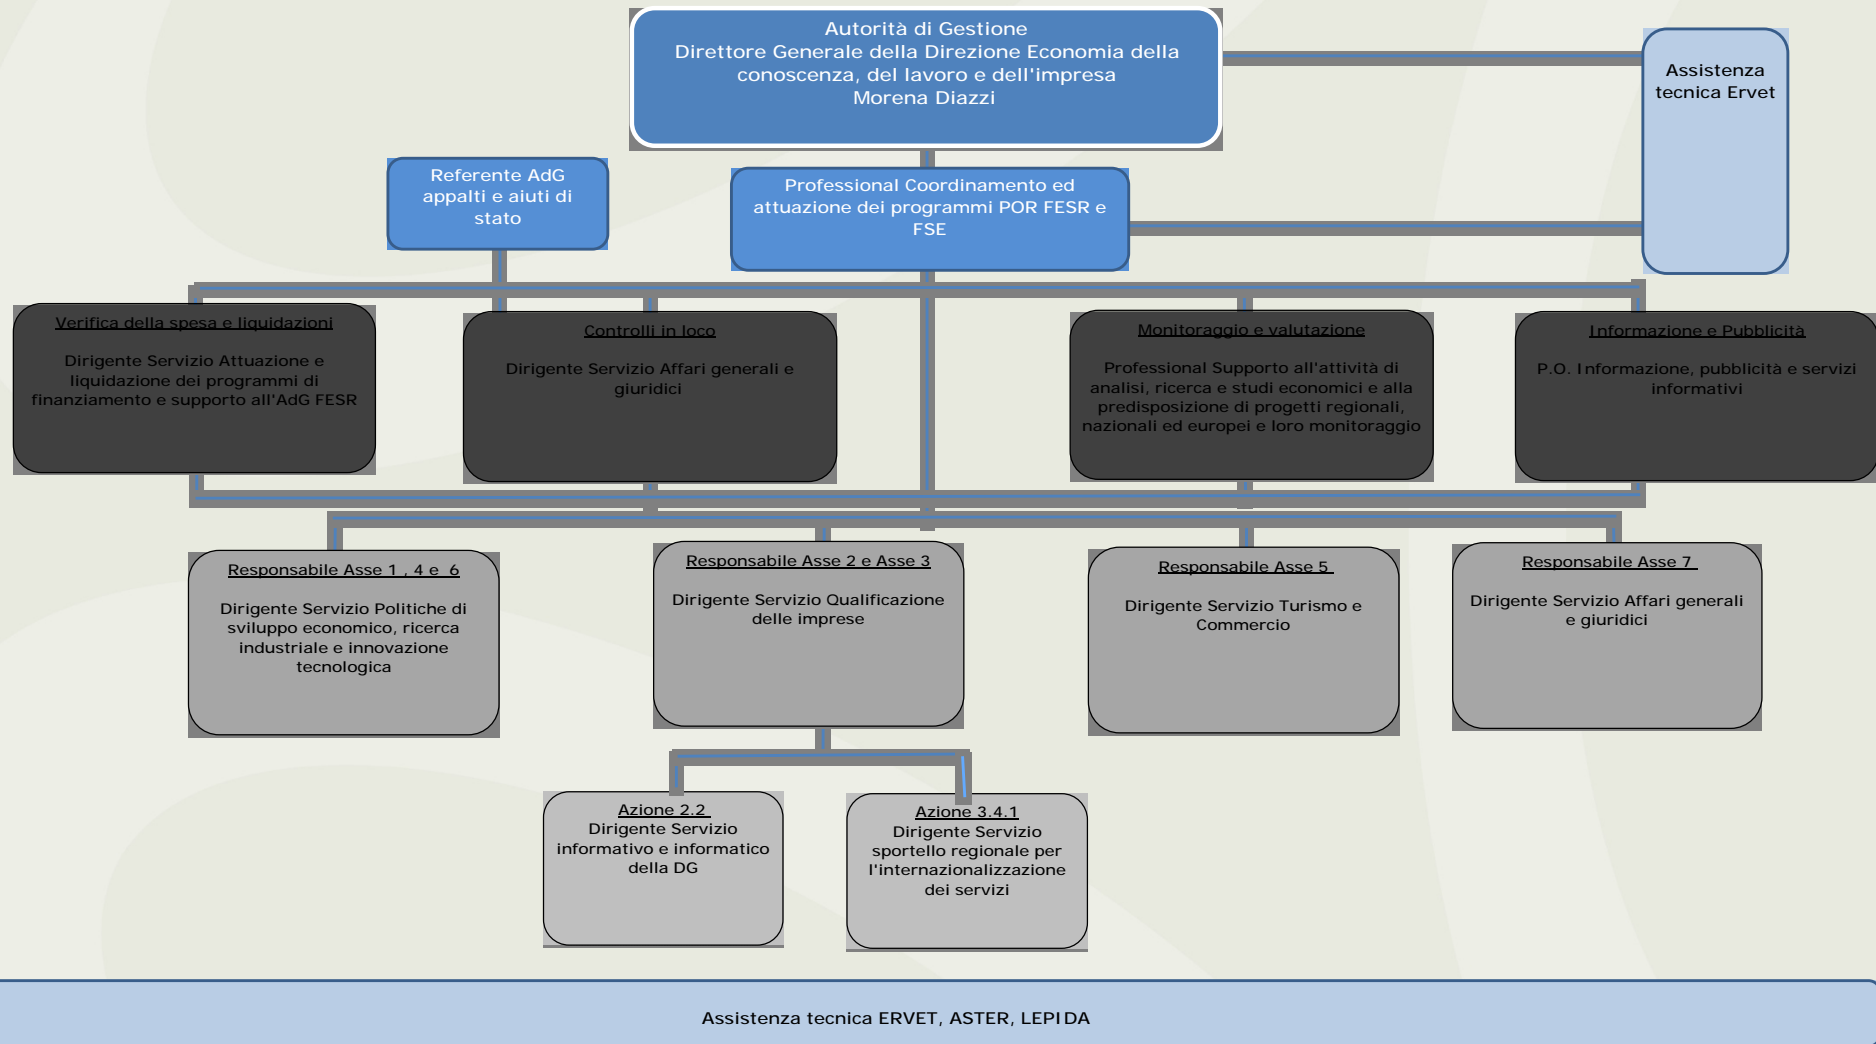 Autorità di Gestione
Direttore Generale della Direzione Economia della
conoscenza, del lavoro e dell'impresa
Morena Diazzi
Assistenza
tecnica Ervet
Referente AdG
appalti e aiuti di
stato
Professional Coordinamento ed
attuazione dei programmi POR FESR e
FSE
Verifica della spesa e liquidazioni
Dirigente Servizio Attuazione e
liquidazione dei programmi di
finanziamento e supporto all'AdG FESR
Controlli in loco
Dirigente Servizio Affari generali e
giuridici
Monitoraggio e valutazione
Professional Supporto all'attività di
analisi, ricerca e studi economici e alla
predisposizione di progetti regionali,
nazionali ed europei e loro monitoraggio
Informazione e Pubblicità
P.O. Informazione, pubblicità e servizi
informativi
Responsabile Asse 1 , 4 e 6
Dirigente Servizio Politiche di
sviluppo economico, ricerca
industriale e innovazione
tecnologica
Responsabile Asse 2 e Asse 3
Dirigente Servizio Qualificazione
delle imprese
Responsabile Asse 5
Dirigente Servizio Turismo e
Commercio
Responsabile Asse 7
Dirigente Servizio Affari generali
e giuridici
Azione 2.2
Dirigente Servizio
informativo e informatico
della DG
Azione 3.4.1
Dirigente Servizio
sportello regionale per
l'internazionalizzazione
dei servizi
Assistenza tecnica ERVET, ASTER, LEPIDA